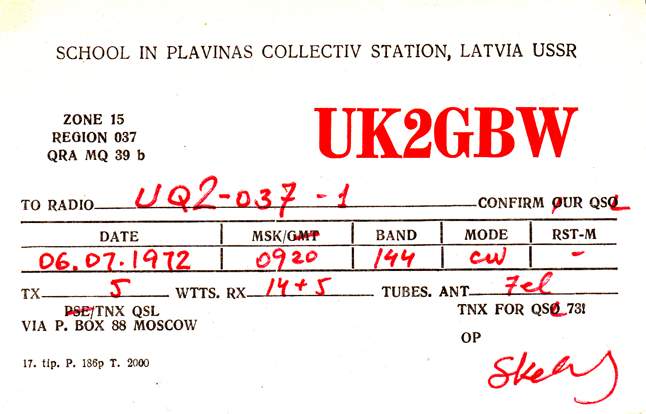 SCHOOL IN PLAVINAS COLLECTIV STATION, LATVIA USSR
ZONE 15
REGION 037
QRA MQ 39 b
UK2GBW
TO RADIO UQ2-037-1 CONFIRM OUR QSL
DATE MSK/GMT BAND MODE RST-M
06.07.1972 0920 144 CW -
TX 5 WTTS. RX 14+5 TUBES. ANT 7el
PSE/TNX QSL
VIA P. BOX 88 MOSCOW
TNX FOR QSL 73!
OP
17. tip. P. 186p T. 2000